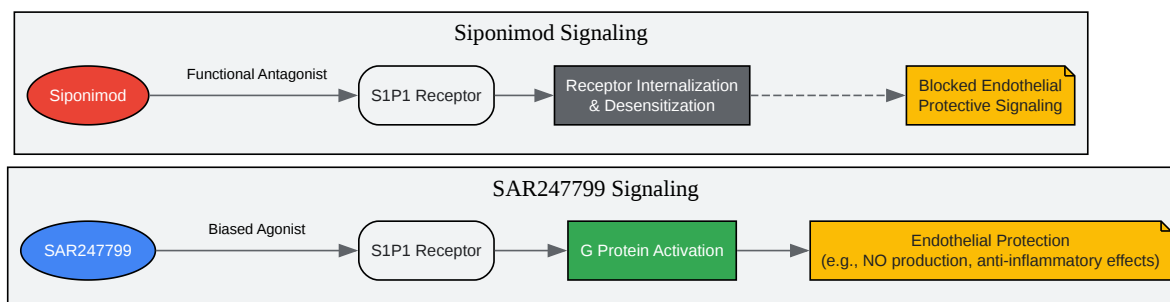 Siponimod Signaling
Siponimod
Functional Antagonist
S1P1 Receptor
Receptor Internalization
& Desensitization
Blocked Endothelial
Protective Signaling
SAR247799 Signaling
SAR247799
Biased Agonist
S1P1 Receptor
G Protein Activation
Endothelial Protection
(e.g., NO production, anti-inflammatory effects)